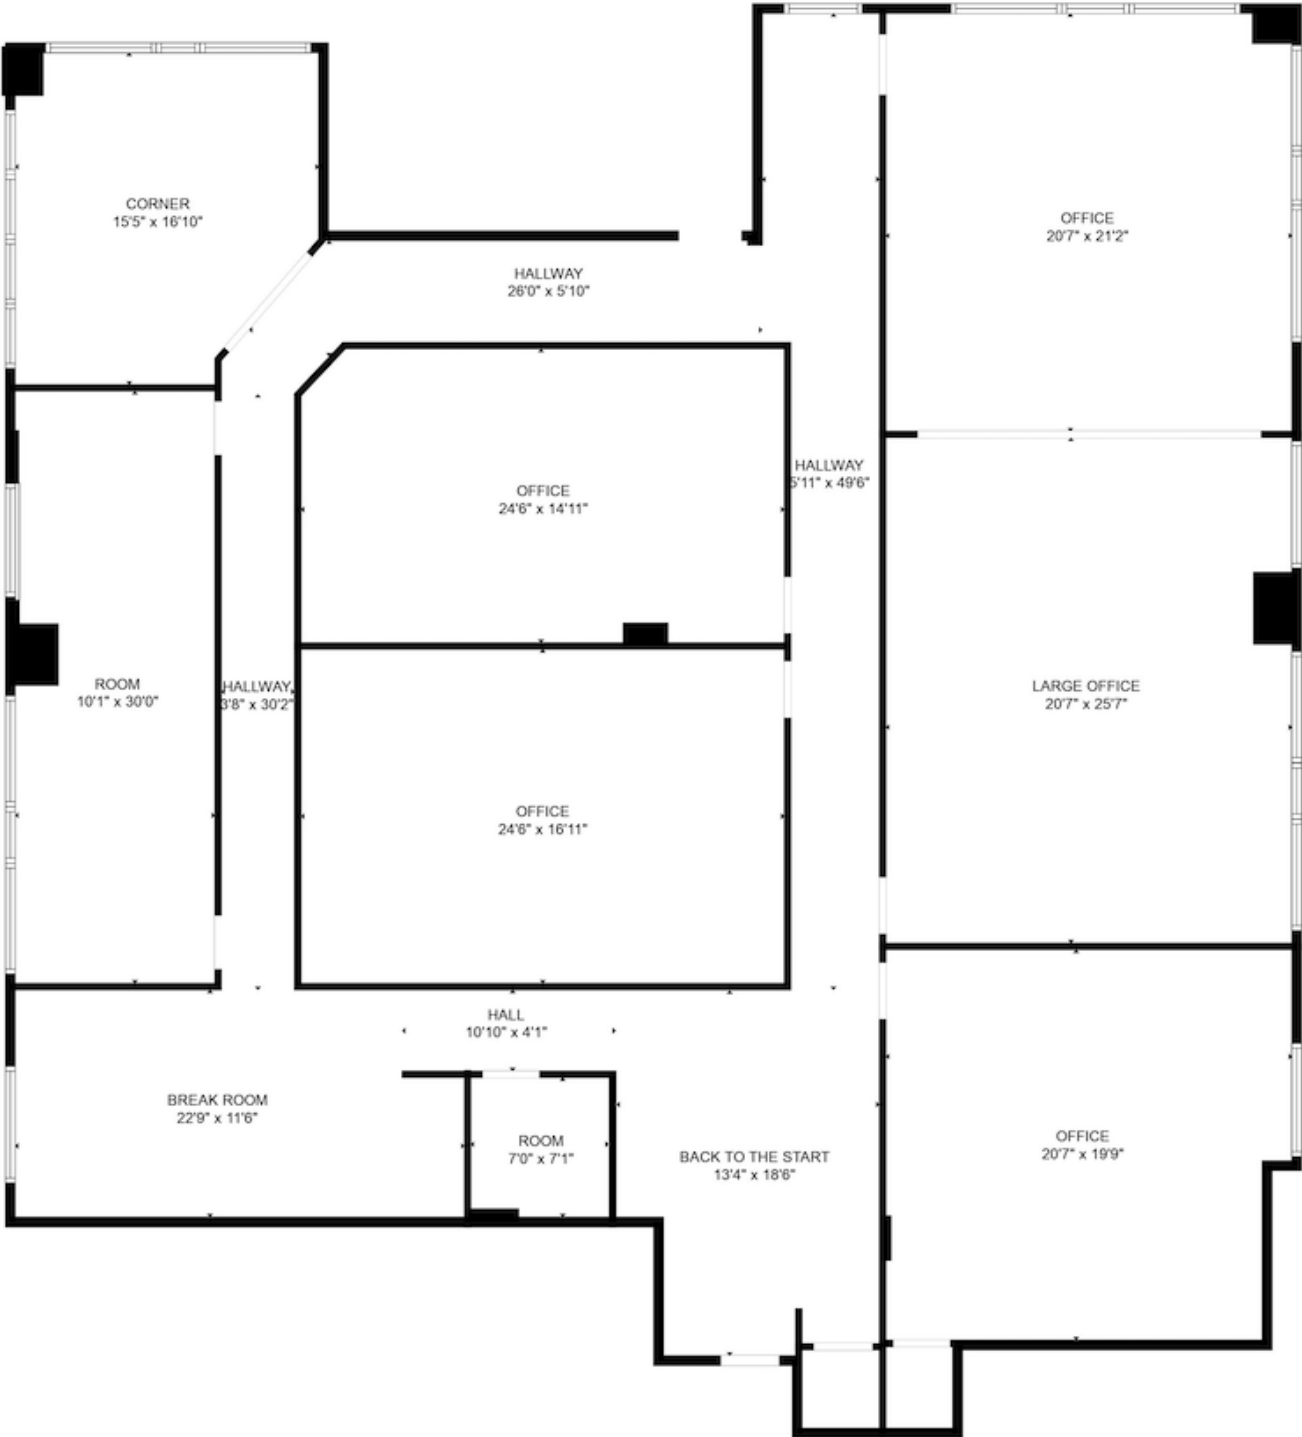 CORNER
15'5" x 16'10"
OFFICE
20'7" x 21'2"
HALLWAY
26'0" x 5'10"
HALLWAY
5'11" x 49'6"
OFFICE
24'6" x 14'11"
ROOM
10'1" x 30'0"
HALLWAY
3'8" x 30'2"
LARGE OFFICE
20'7" x 25'7"
OFFICE
24'6" x 16'11"
HALL
10'10" x 4'1"
BREAK ROOM
22'9" x 11'6"
ROOM
7'0" x 7'1"
BACK TO THE START
13'4" x 18'6"
OFFICE
20'7" x 19'9"